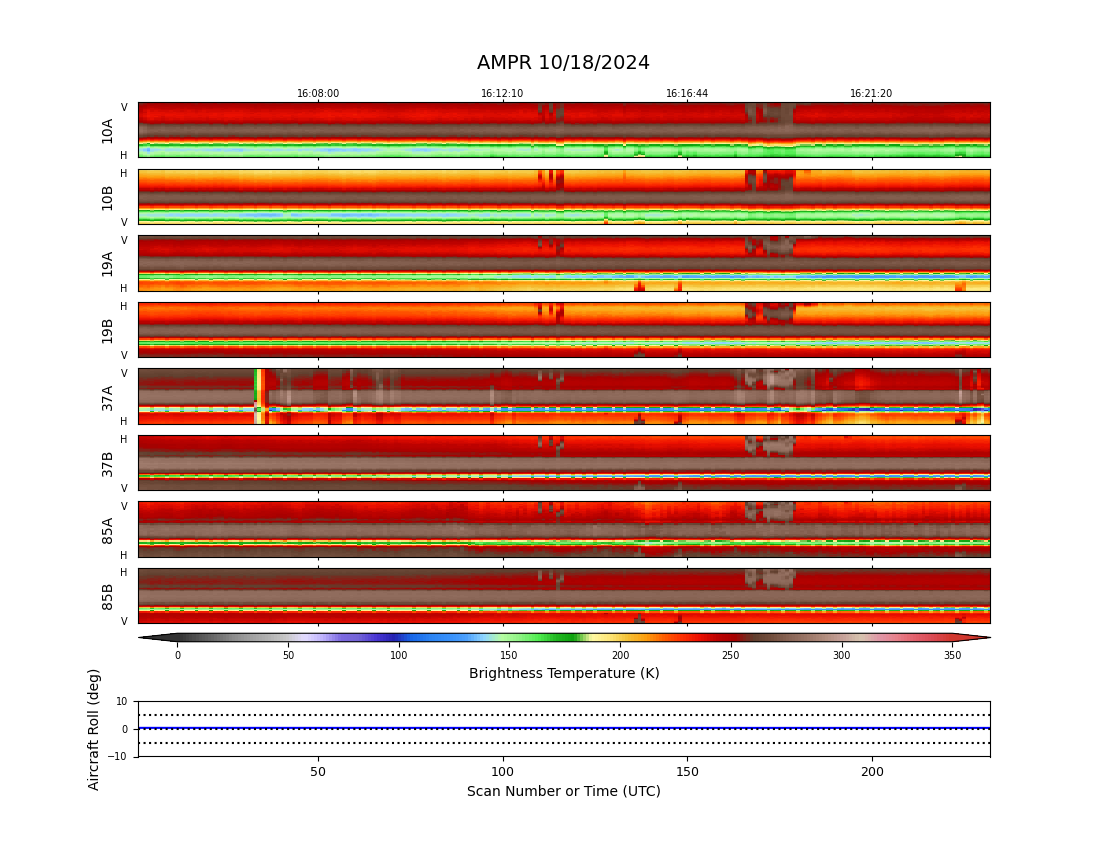 AMPR 10/18/2024
16:08:00 16:12:10 16:16:44 16:21:20
V
10A
H
H
10B
V
V
19A
H
H
19B
V
V
37A
H
H
37B
V
V
85A
H
H
85B
V
0 50 100 150 200 250 300 350
Brightness Temperature (K)
Aircraft Roll (deg)
10
0
−10
50 100 150 200
Scan Number or Time (UTC)